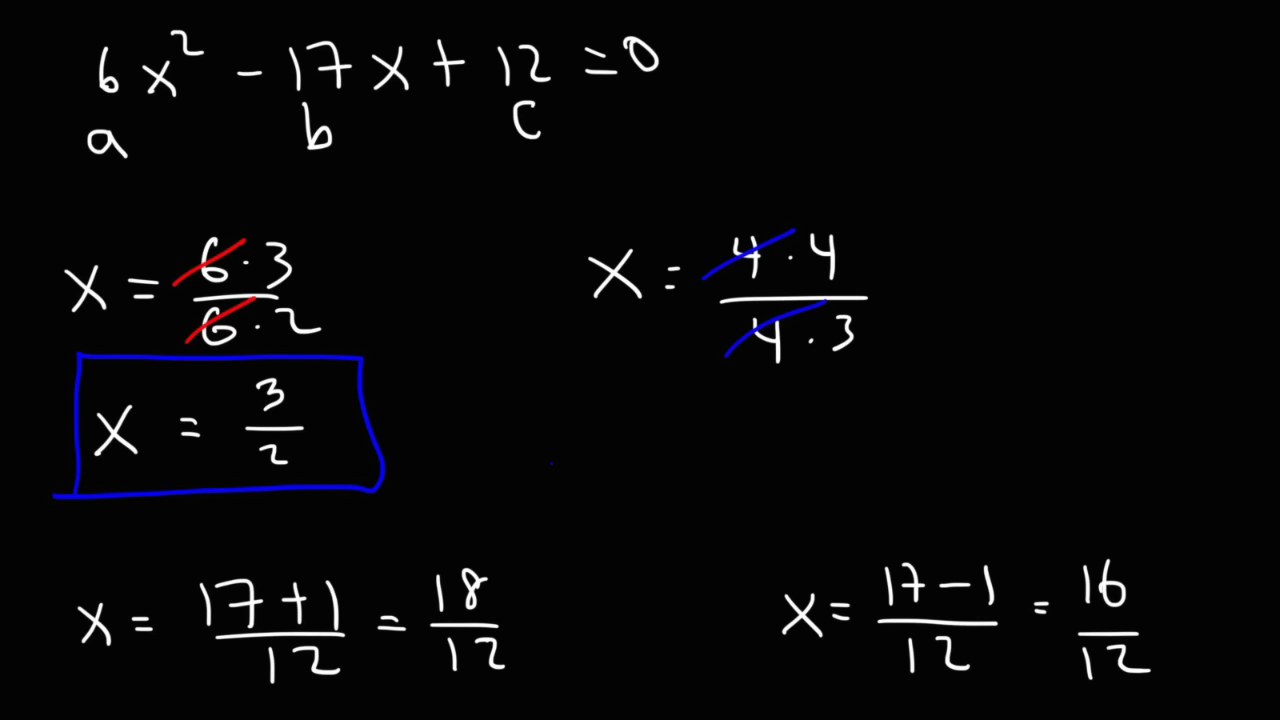 6x² - 17x + 12 = 0
a b c
x = 6·3/6·2 x = 4·4/4·3
x = 3/2
x = 17+1/12 = 18/12 x = 17-1/12 = 16/12